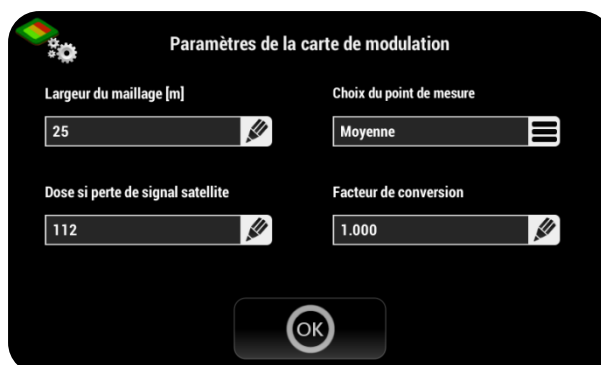 Paramètres de la carte de modulation
Largeur du maillage [m]
Choix du point de mesure
25
Moyenne
Dose si perte de signal satellite
Facteur de conversion
112
1.000
OK